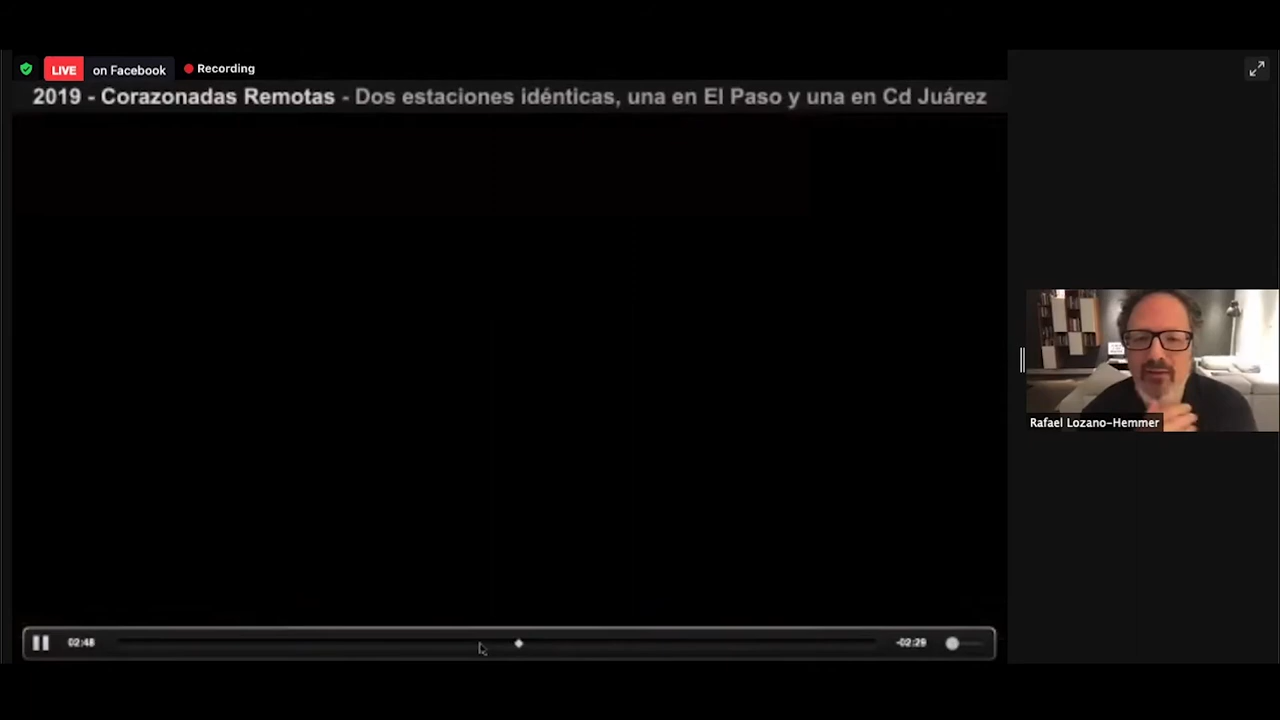 LIVE on Facebook Recording
2019 - Corazonadas Remotas - Dos estaciones idénticas, una en El Paso y una en Cd Juárez
Rafael Lozano-Hemmer
02:48 -02:29